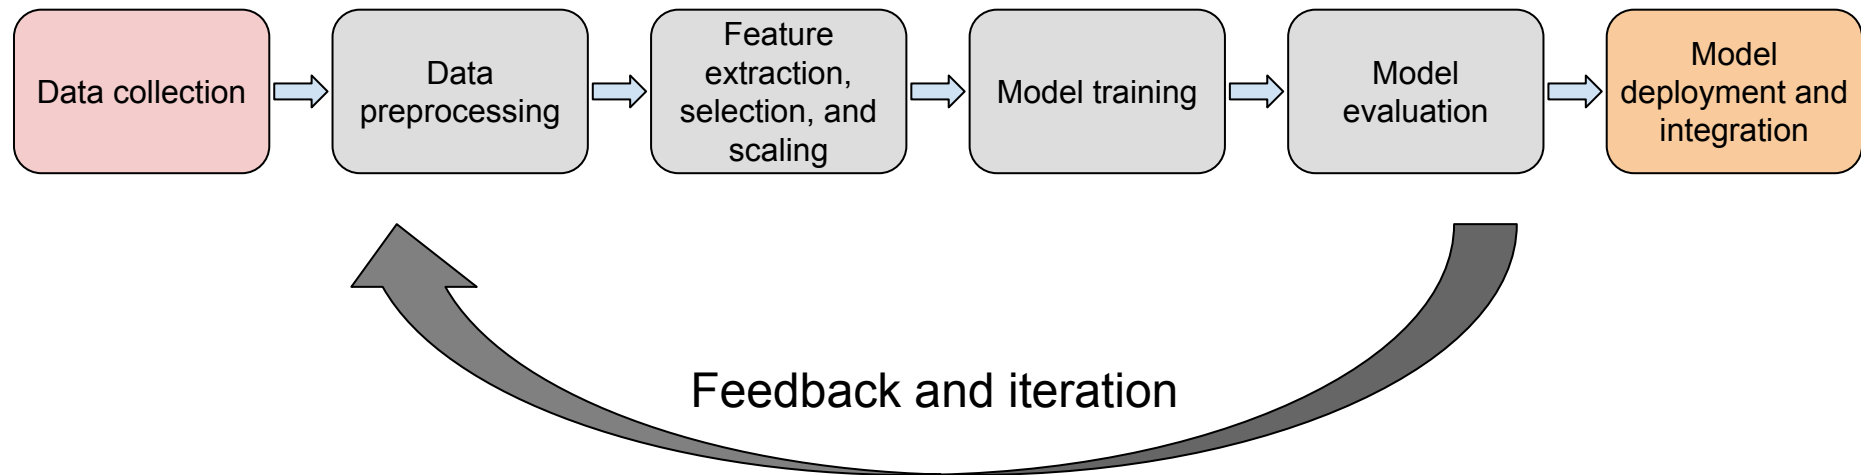 Data collection
Data
preprocessing
Feature
extraction,
selection, and
scaling
Model training
Model
evaluation
Model
deployment and
integration
Feedback and iteration